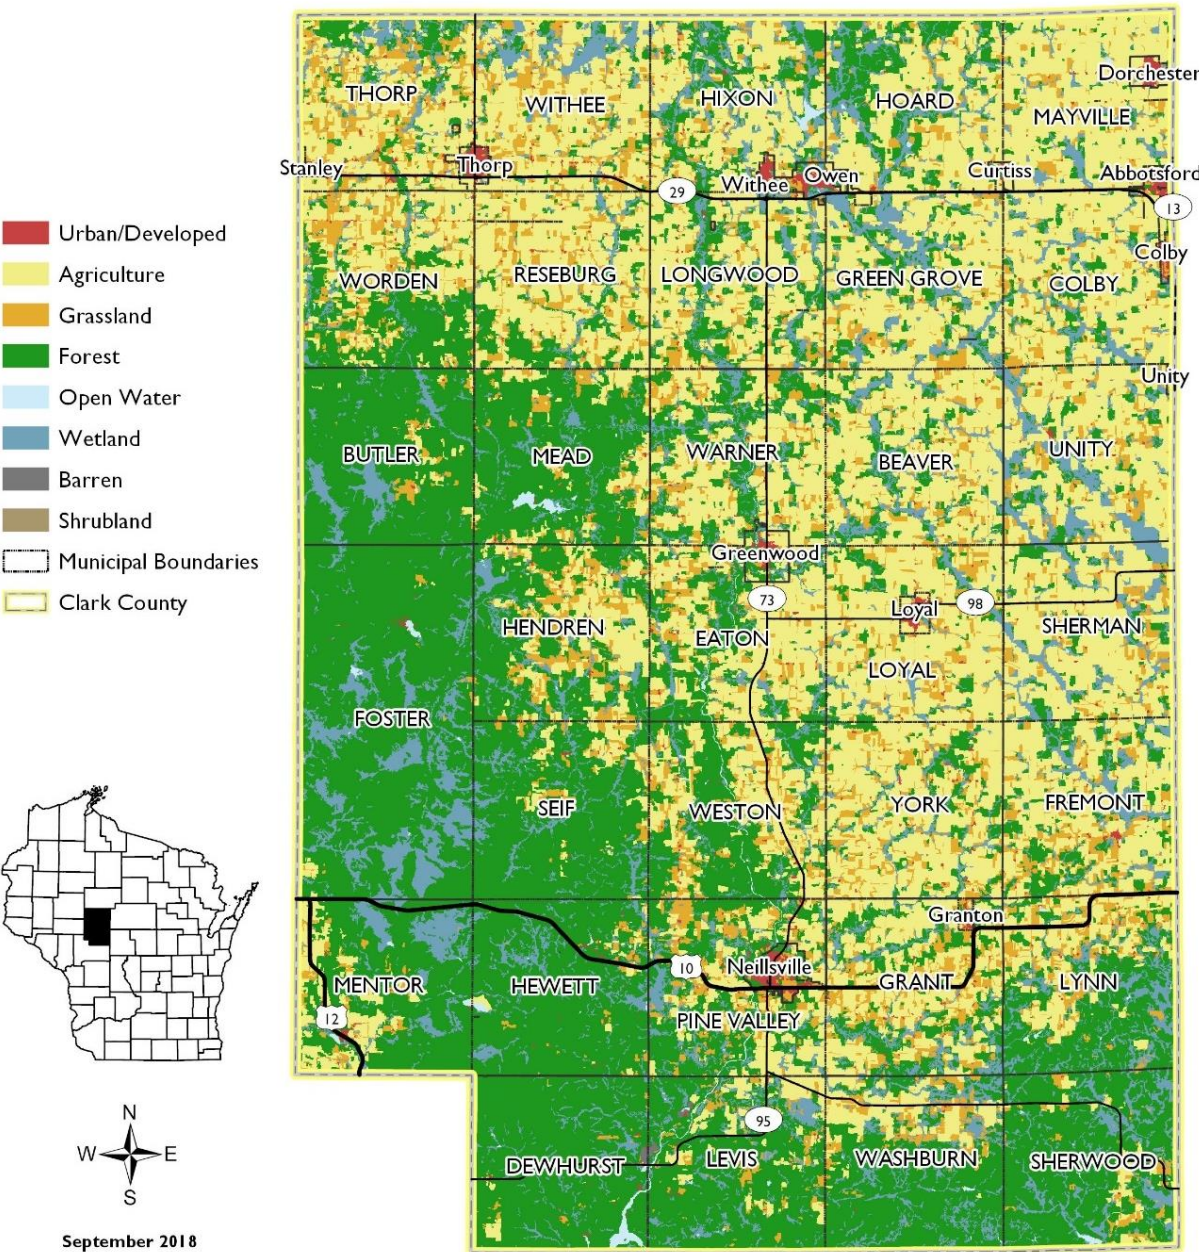 Dorchester
THORP
WITHEE
HIXON
HOARD
MAYVILLE
Stanley
Thorp
Withee
Owen
Curtiss
Abbotsford
29
13
Urban/Developed
Agriculture
Grassland
Forest
Open Water
Wetland
Barren
Shrubland
Municipal Boundaries
Clark County
Colby
WORDEN
RESEBURG
LONGWOOD
GREEN GROVE
COLBY
Unity
BUTLER
MEAD
WARNER
BEAVER
UNITY
Greenwood
73
Loyal
98
HENDREN
EATON
SHERMAN
LOYAL
FOSTER
SEIF
WESTON
YORK
FREMONT
Granton
10
Neillsville
MENTOR
HEWETT
GRANT
LYNN
12
PINE VALLEY
95
DEWHURST
LEVIS
WASHBURN
SHERWOOD
N
W
E
S
September 2018